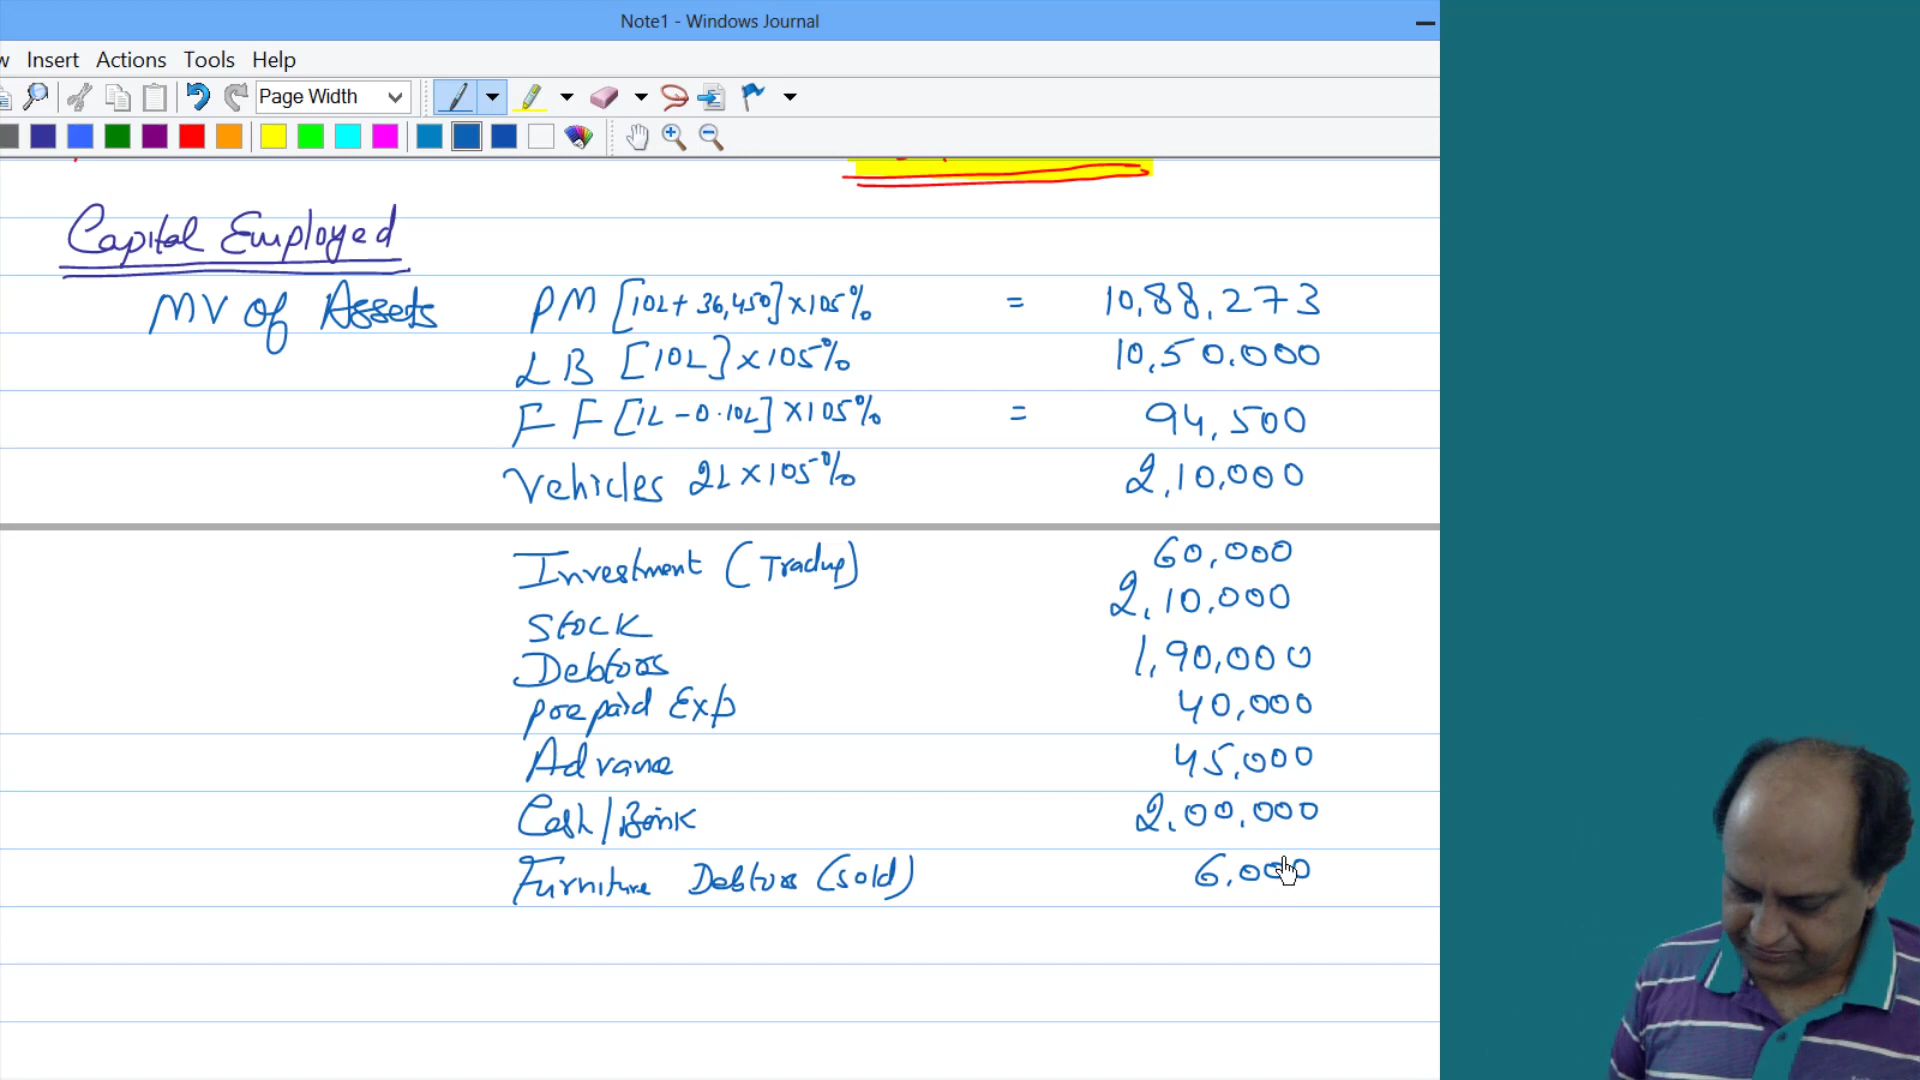 Note1 - Windows Journal
w Insert Actions Tools Help
Page Width
Capital Employed
MV of Assets PM [10L + 36,450] x 105% = 10,88,273
LB [10L] x 105% 10,50,000
FF [1L - 0.10L] x 105% = 94,500
Vehicles 2L x 105% 2,10,000
Investment (Trading) 60,000
Stock 2,10,000
Debtors 1,90,000
Prepaid Exp 40,000
Advance 45,000
Cash/Bank 2,00,000
Furniture Debtors (sold) 6,000